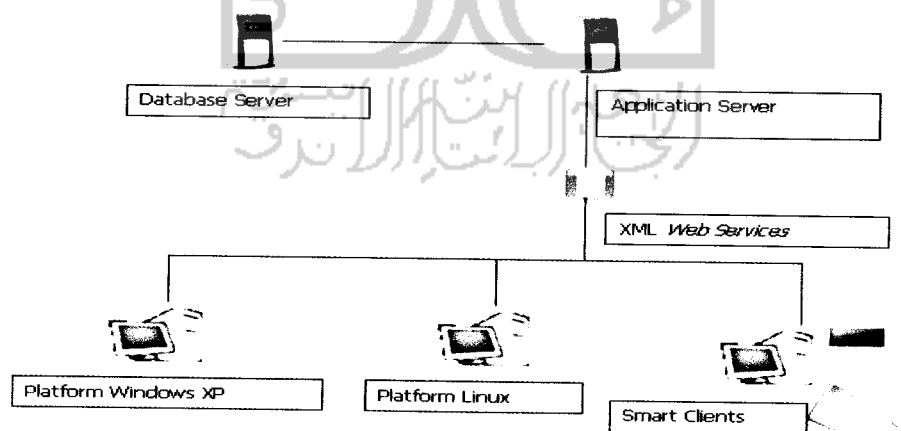 Database Server
Application Server
XML Web Services
Platform Windows XP
Platform Linux
Smart Clients